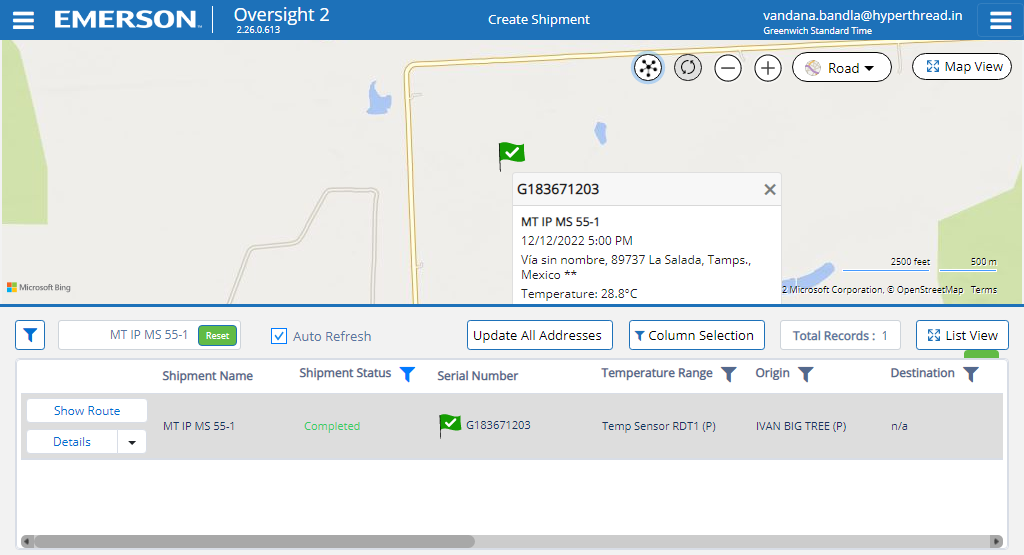 EMERSON
Oversight 2
2.26.0.613
Create Shipment
vandana.bandla@hyperthread.in
Greenwich Standard Time
Road
Map View
G183671203
MT IP MS 55-1
12/12/2022 5:00 PM
Vía sin nombre, 89737 La Salada, Tamps.,
Mexico **
Temperature: 28.8°C
2500 feet 500 m
Microsoft Bing
2 Microsoft Corporation, © OpenStreetMap Terms
MT IP MS 55-1 Reset
Auto Refresh
Update All Addresses
Column Selection
Total Records : 1
List View
Shipment Name Shipment Status Serial Number Temperature Range Origin Destination
Show Route
Details
MT IP MS 55-1 Completed G183671203 Temp Sensor RDT1 (P) IVAN BIG TREE (P) n/a